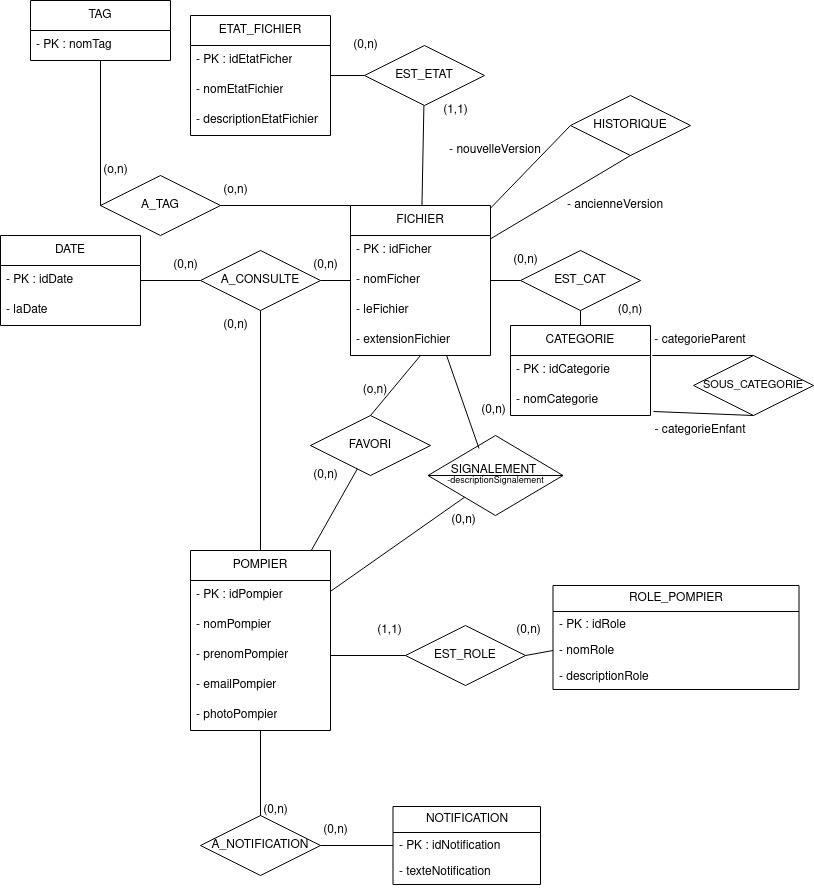 TAG
- PK : nomTag
ETAT_FICHIER
- PK : idEtatFicher
- nomEtatFichier
- descriptionEtatFichier
(0,n)
EST_ETAT
(1,1)
HISTORIQUE
- nouvelleVersion
- ancienneVersion
(o,n)
A_TAG
(o,n)
FICHIER
- PK : idFicher
- nomFicher
- leFichier
- extensionFichier
DATE
- PK : idDate
- laDate
(0,n)
A_CONSULTE
(0,n)
(0,n)
(0,n)
EST_CAT
(0,n)
CATEGORIE
- PK : idCategorie
- nomCategorie
- categorieParent
SOUS_CATEGORIE
- categorieEnfant
(o,n)
FAVORI
(0,n)
(0,n)
SIGNALEMENT
-descriptionSignalement
(0,n)
POMPIER
- PK : idPompier
- nomPompier
- prenomPompier
- emailPompier
- photoPompier
(1,1)
EST_ROLE
(0,n)
ROLE_POMPIER
- PK : idRole
- nomRole
- descriptionRole
(0,n)
A_NOTIFICATION
(0,n)
NOTIFICATION
- PK : idNotification
- texteNotification